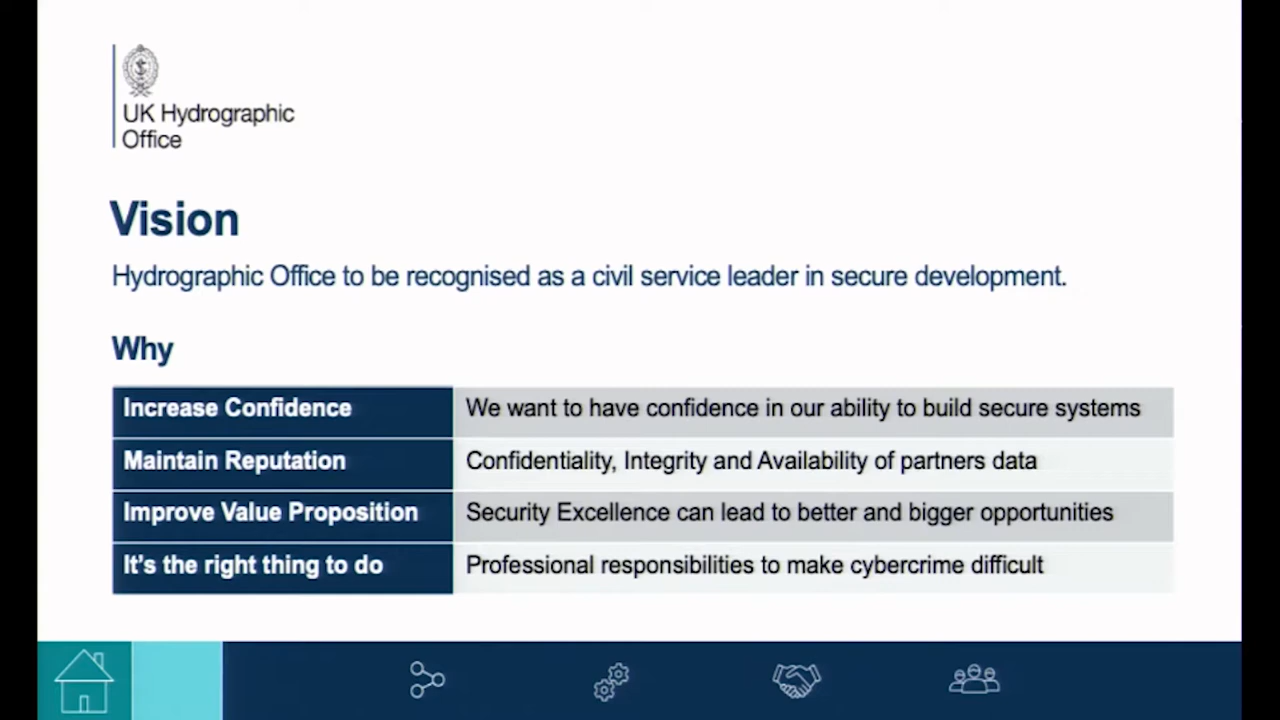 UK Hydrographic
Office
Vision
Hydrographic Office to be recognised as a civil service leader in secure development.
Why
Increase Confidence
We want to have confidence in our ability to build secure systems
Maintain Reputation
Confidentiality, Integrity and Availability of partners data
Improve Value Proposition
Security Excellence can lead to better and bigger opportunities
It's the right thing to do
Professional responsibilities to make cybercrime difficult